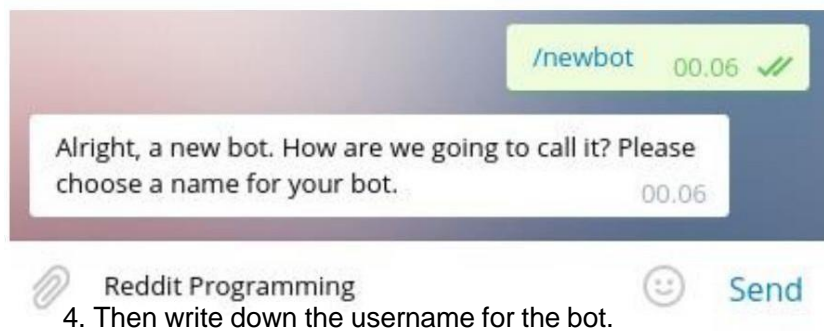 /newbot 00.06
Alright, a new bot. How are we going to call it? Please
choose a name for your bot.
00.06
Reddit Programming Send
4. Then write down the username for the bot.